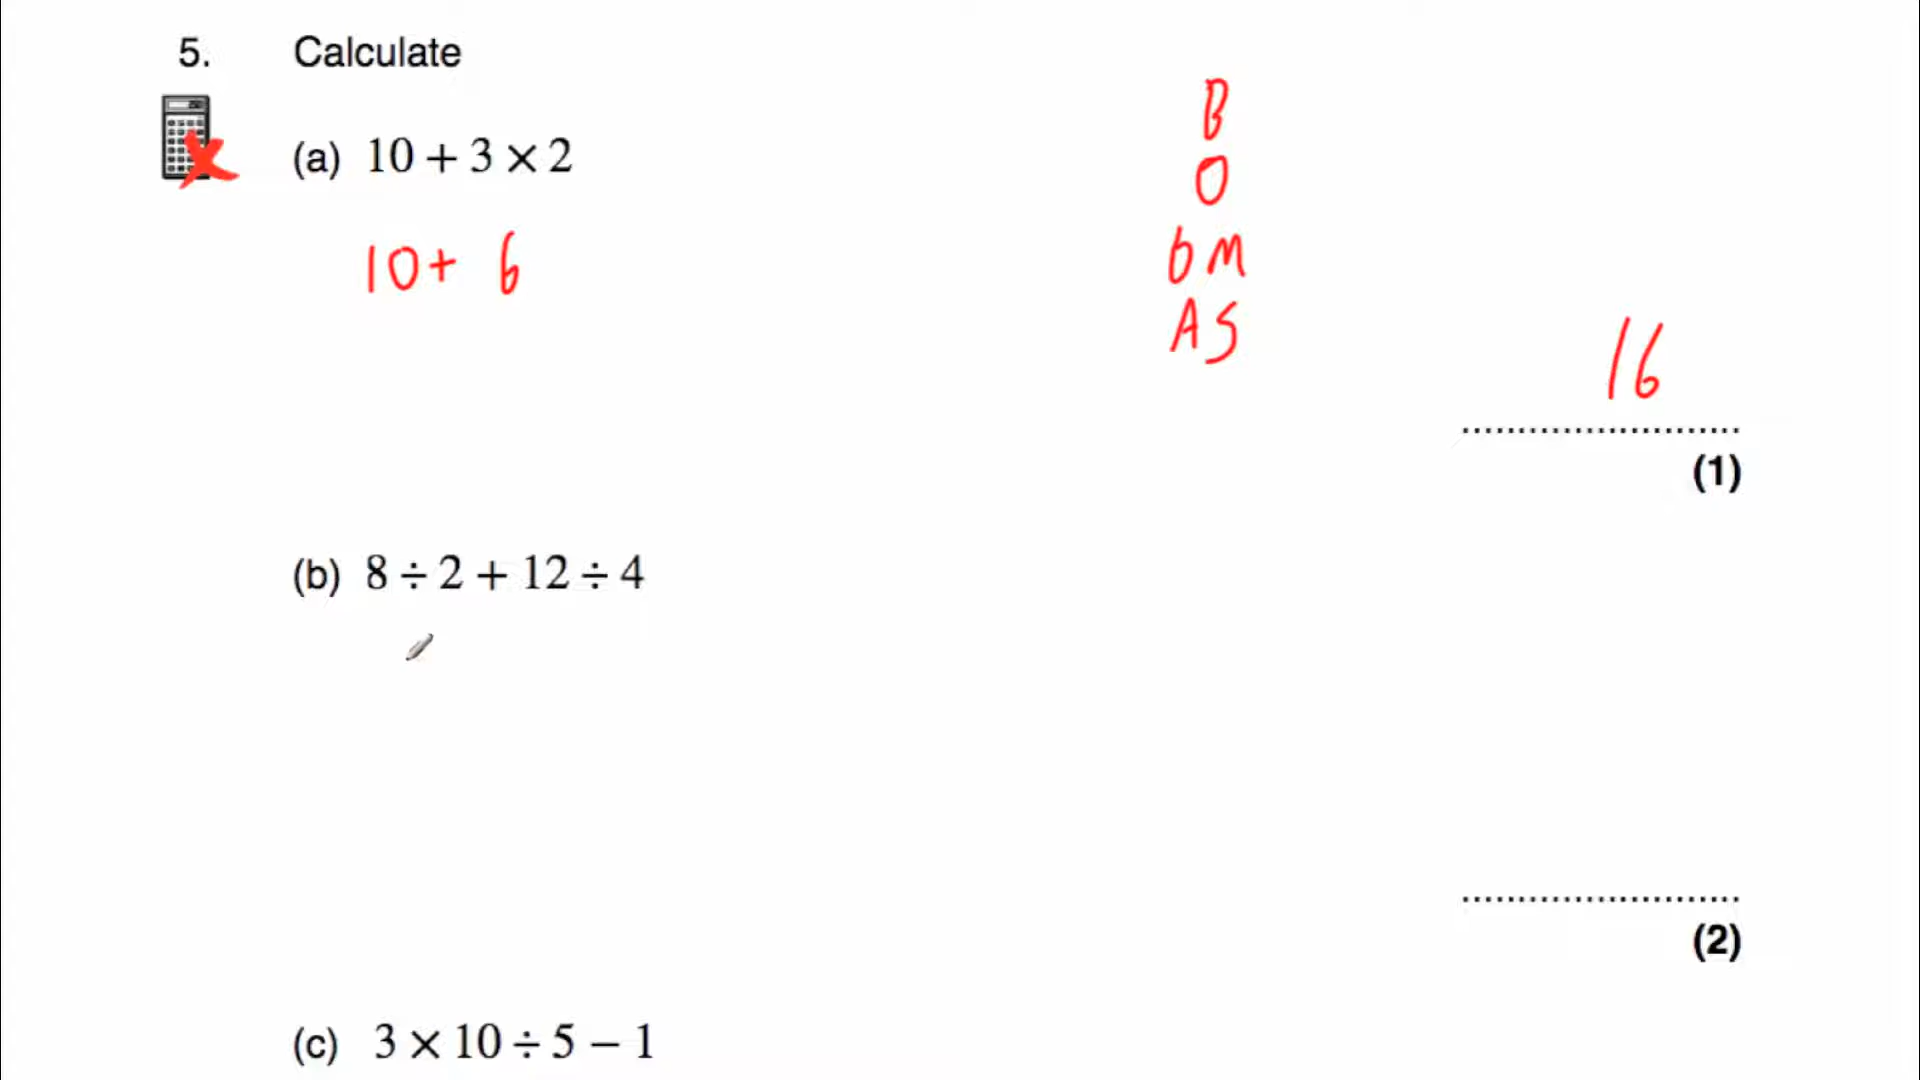 5. Calculate
(a) 10 + 3 × 2
10 + 6
B
O
DM
AS
16
(1)
(b) 8 ÷ 2 + 12 ÷ 4
(2)
(c) 3 × 10 ÷ 5 − 1